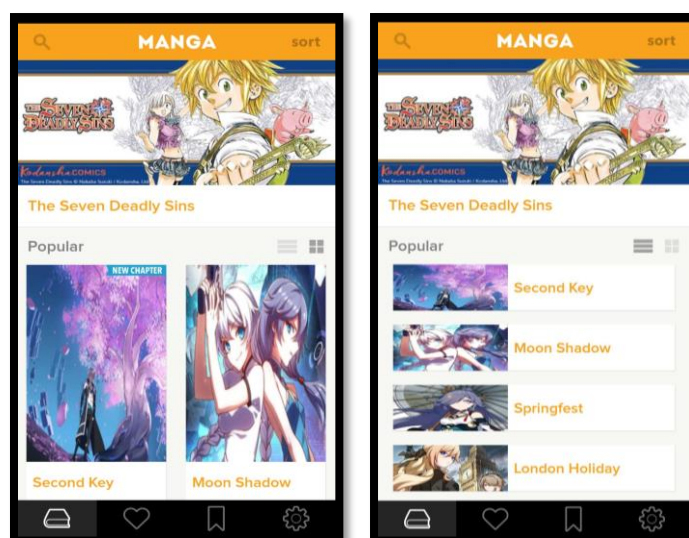 MANGA sort
THE SEVEN
DEADLY SINS
Kodansha COMICS
The Seven Deadly Sins
Popular
NEW CHAPTER
Second Key Moon Shadow
MANGA sort
THE SEVEN
DEADLY SINS
Kodansha COMICS
The Seven Deadly Sins
Popular
Second Key
Moon Shadow
Springfest
London Holiday